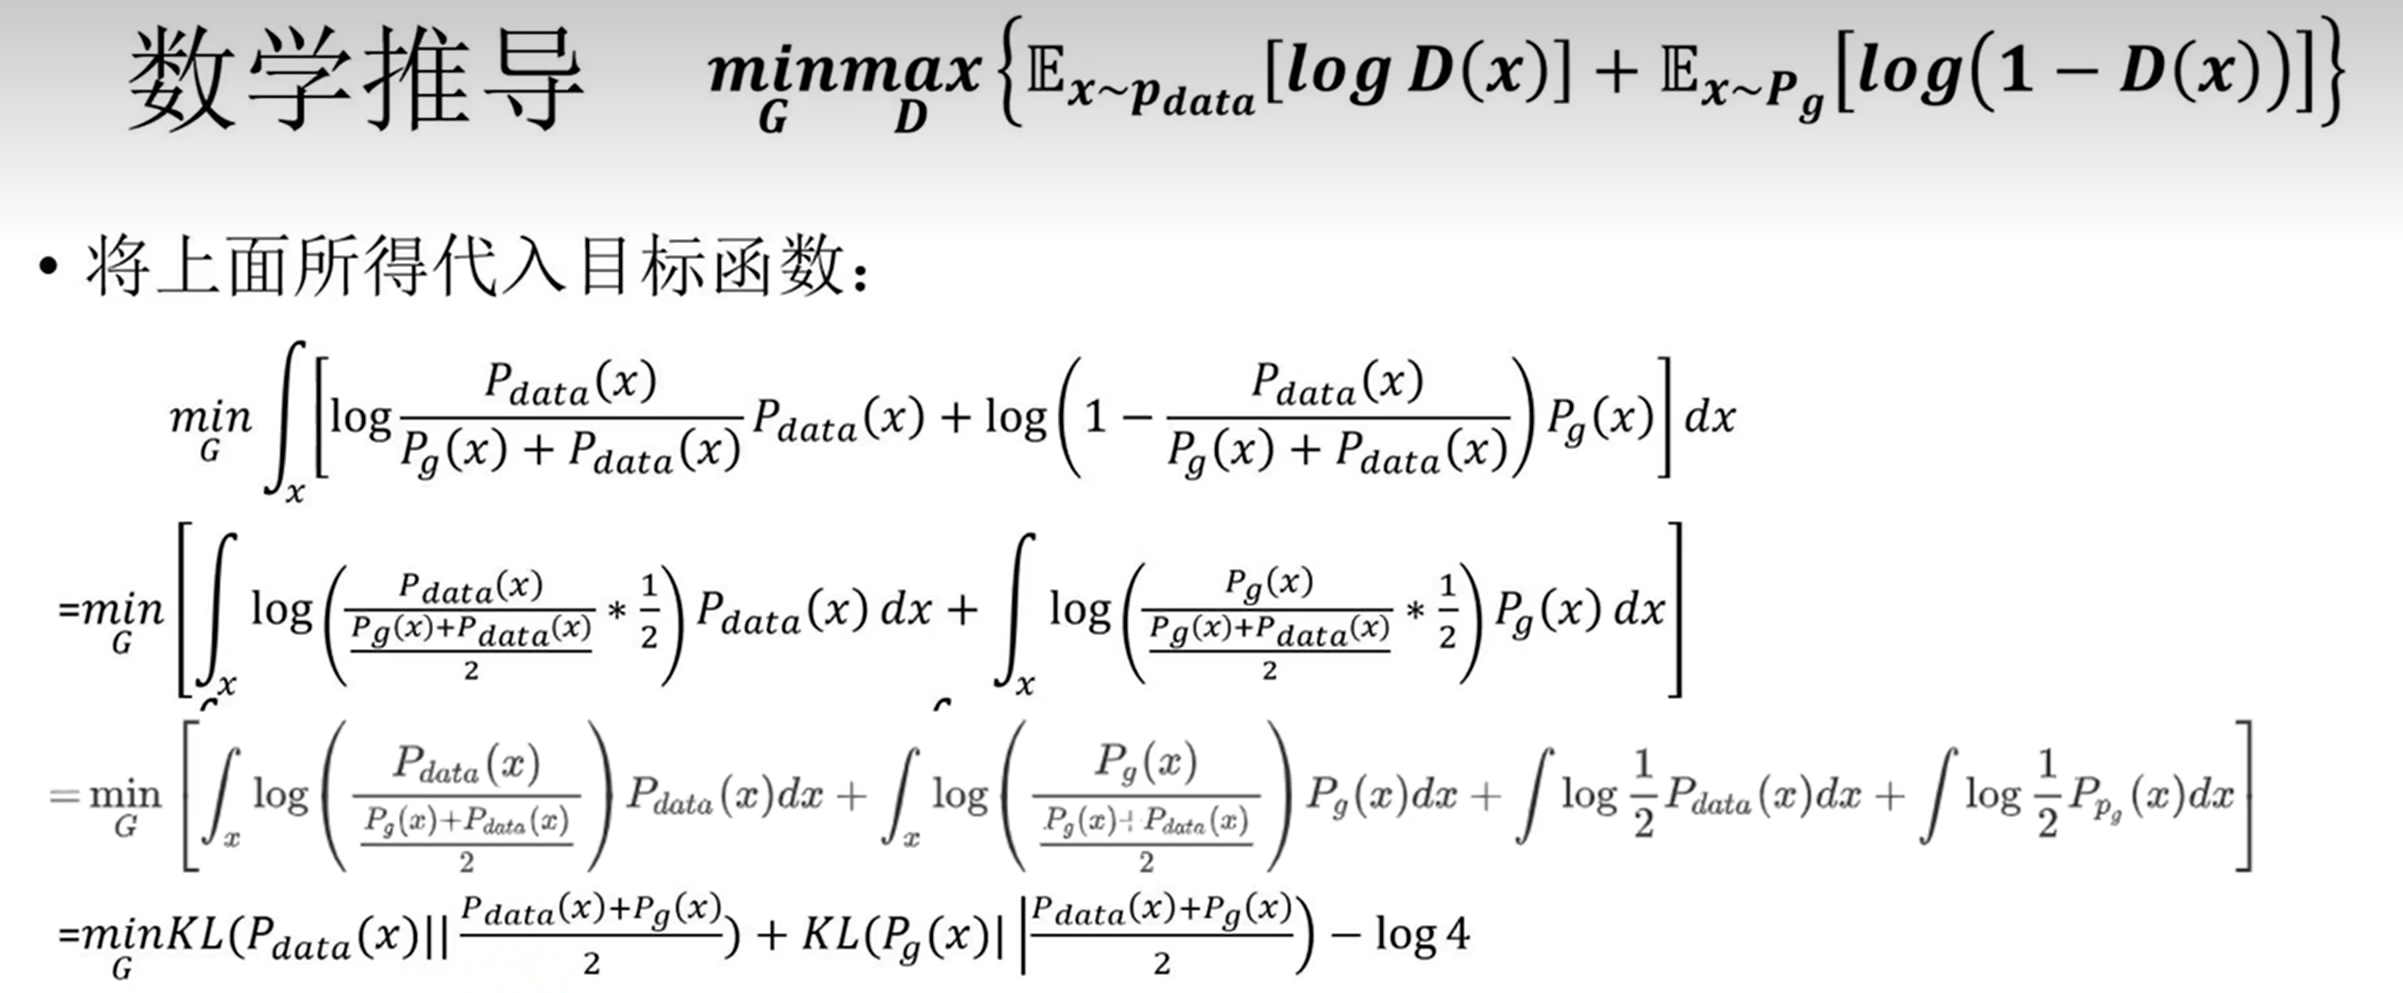 数学推导 $\min_{G}\max_{D}\left\{\mathbb{E}_{x\sim p_{data}}[\log D(x)]+\mathbb{E}_{x\sim P_g}[\log(1-D(x))]\right\}$
• 将上面所得代入目标函数：
$\min_{G}\int_x\left[\log\frac{P_{data}(x)}{P_g(x)+P_{data}(x)}P_{data}(x)+\log\left(1-\frac{P_{data}(x)}{P_g(x)+P_{data}(x)}\right)P_g(x)\right]dx$
$=\min_{G}\left[\int_x\log\left(\frac{P_{data}(x)}{\frac{P_g(x)+P_{data}(x)}{2}}*\frac{1}{2}\right)P_{data}(x)\,dx+\int_x\log\left(\frac{P_g(x)}{\frac{P_g(x)+P_{data}(x)}{2}}*\frac{1}{2}\right)P_g(x)\,dx\right]$
$=\min_{G}\left[\int_x\log\left(\frac{P_{data}(x)}{\frac{P_g(x)+P_{data}(x)}{2}}\right)P_{data}(x)dx+\int_x\log\left(\frac{P_g(x)}{\frac{P_g(x)+P_{data}(x)}{2}}\right)P_g(x)dx+\int\log\frac{1}{2}P_{data}(x)dx+\int\log\frac{1}{2}P_{p_g}(x)dx\right]$
$=\min_{G}KL(P_{data}(x)||\frac{P_{data}(x)+P_g(x)}{2})+KL(P_g(x)||\frac{P_{data}(x)+P_g(x)}{2})-\log 4$